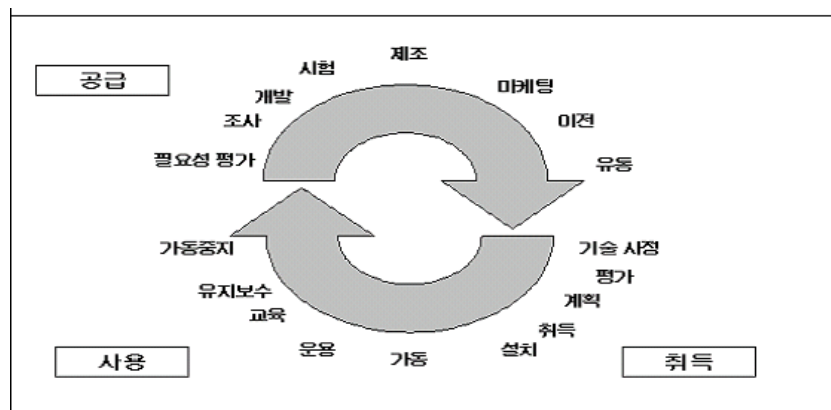 공급
제조
시험
마케팅
개발
이전
조사
필요성 평가
유통
가동중지
기술 사정
평가
유지보수
계획
교육
취득
운용
가동
설치
사용
취득